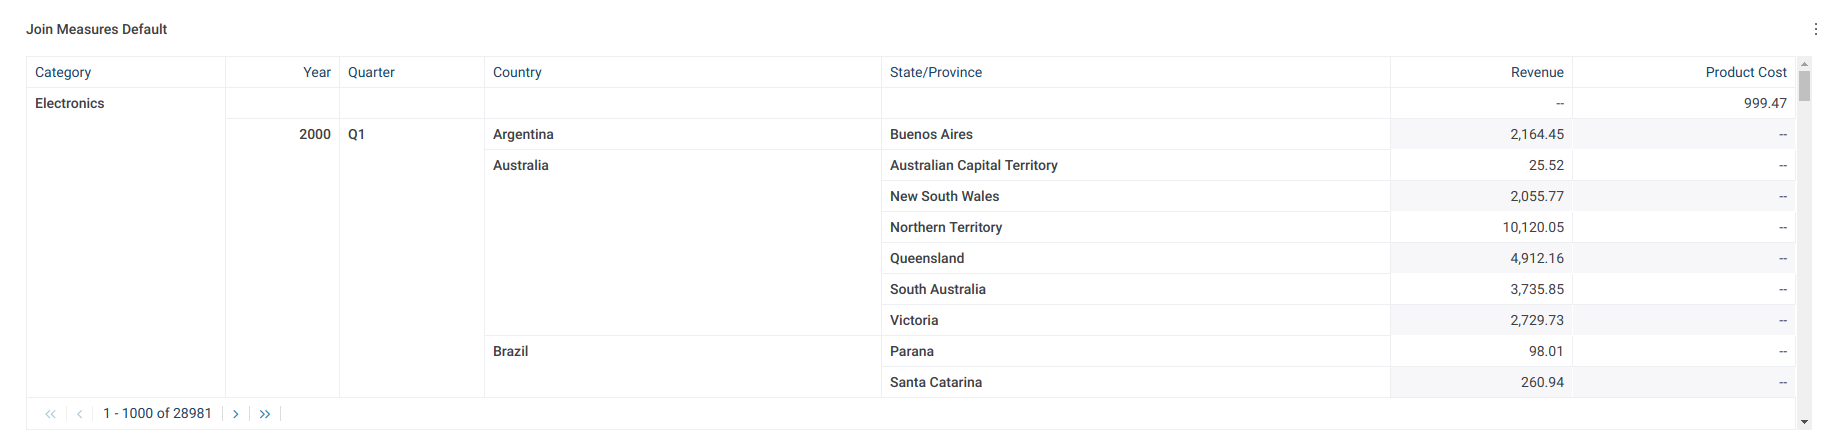 Join Measures Default
Category Year Quarter Country State/Province Revenue Product Cost
Electronics -- 999.47
2000 Q1 Argentina Buenos Aires 2,164.45 --
Australia Australian Capital Territory 25.52 --
New South Wales 2,055.77 --
Northern Territory 10,120.05 --
Queensland 4,912.16 --
South Australia 3,735.85 --
Victoria 2,729.73 --
Brazil Parana 98.01 --
Santa Catarina 260.94 --
1 - 1000 of 28981